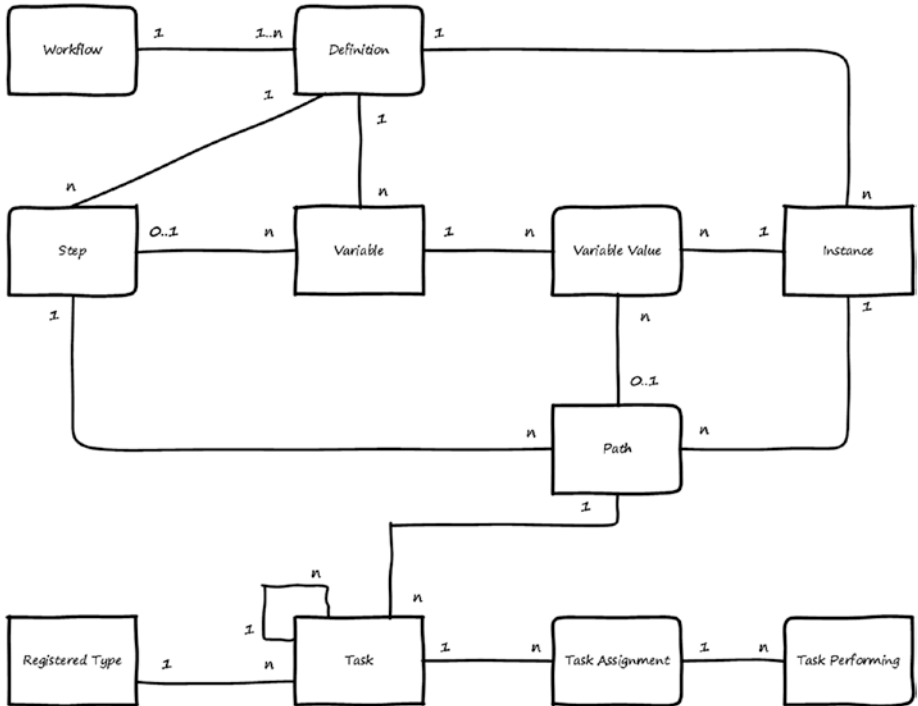 Workflow
1
1..n
Definition
1
1
1
n
n
n
Step
0..1
n
Variable
1
n
Variable Value
n
1
Instance
1
n
1
0..1
n
Path
n
1
n
n
1
Registered Type
1
n
Task
1
n
Task Assignment
1
n
Task Performing